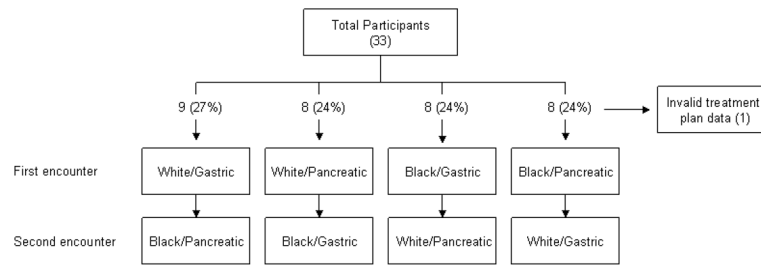 Total Participants
(33)
9 (27%)
8 (24%)
8 (24%)
8 (24%)
Invalid treatment
plan data (1)
First encounter
White/Gastric
White/Pancreatic
Black/Gastric
Black/Pancreatic
Second encounter
Black/Pancreatic
Black/Gastric
White/Pancreatic
White/Gastric